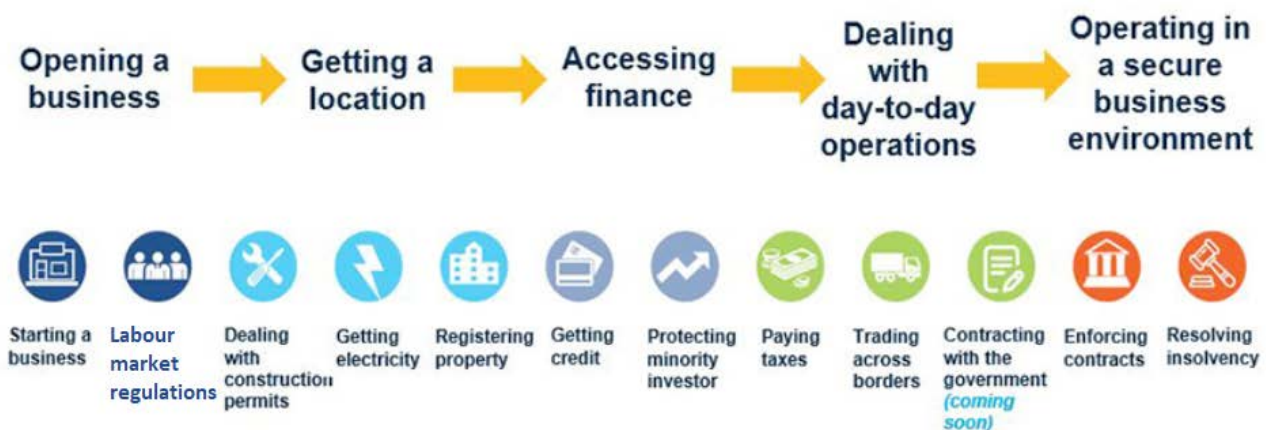 Opening a
business
Getting a
location
Accessing
finance
Dealing
with
day-to-day
operations
Operating in
a secure
business
environment
Starting a
business
Labour
market
regulations
Dealing
with
construction
permits
Getting
electricity
Registering
property
Getting
credit
Protecting
minority
investor
Paying
taxes
Trading
across
borders
Contracting
with the
government
(coming
soon)
Enforcing
contracts
Resolving
insolvency